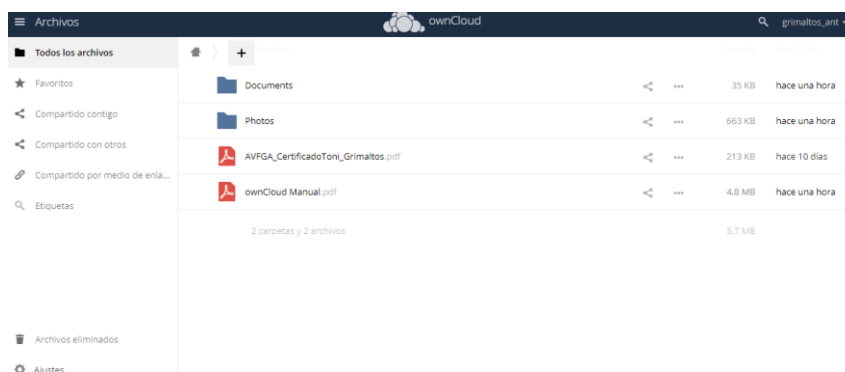 Archivos
ownCloud
grimaltos_ant
Todos los archivos
Favoritos
Compartido contigo
Compartido con otros
Compartido por medio de enla...
Etiquetas
Archivos eliminados
Ajustes
+
Documents
35 KB
hace una hora
Photos
663 KB
hace una hora
AVFGA_CertificadoToni_Grimaltos.pdf
213 KB
hace 10 días
ownCloud Manual.pdf
4.8 MB
hace una hora
2 carpetas y 2 archivos
5.7 MB